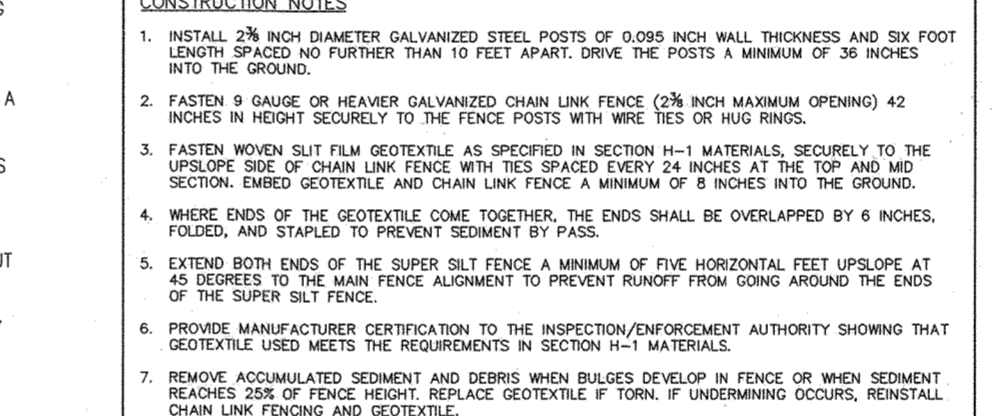 CONSTRUCTION NOTES
1. INSTALL 2⅜ INCH DIAMETER GALVANIZED STEEL POSTS OF 0.095 INCH WALL THICKNESS AND SIX FOOT
LENGTH SPACED NO FURTHER THAN 10 FEET APART. DRIVE THE POSTS A MINIMUM OF 36 INCHES
INTO THE GROUND.
2. FASTEN 9 GAUGE OR HEAVIER GALVANIZED CHAIN LINK FENCE (2⅜ INCH MAXIMUM OPENING) 42
INCHES IN HEIGHT SECURELY TO THE FENCE POSTS WITH WIRE TIES OR HUG RINGS.
3. FASTEN WOVEN SLIT FILM GEOTEXTILE AS SPECIFIED IN SECTION H-1 MATERIALS, SECURELY TO THE
UPSLOPE SIDE OF CHAIN LINK FENCE WITH TIES SPACED EVERY 24 INCHES AT THE TOP AND MID
SECTION. EMBED GEOTEXTILE AND CHAIN LINK FENCE A MINIMUM OF 8 INCHES INTO THE GROUND.
4. WHERE ENDS OF THE GEOTEXTILE COME TOGETHER, THE ENDS SHALL BE OVERLAPPED BY 6 INCHES,
FOLDED, AND STAPLED TO PREVENT SEDIMENT BY PASS.
5. EXTEND BOTH ENDS OF THE SUPER SILT FENCE A MINIMUM OF FIVE HORIZONTAL FEET UPSLOPE AT
45 DEGREES TO THE MAIN FENCE ALIGNMENT TO PREVENT RUNOFF FROM GOING AROUND THE ENDS
OF THE SUPER SILT FENCE.
6. PROVIDE MANUFACTURER CERTIFICATION TO THE INSPECTION/ENFORCEMENT AUTHORITY SHOWING THAT
GEOTEXTILE USED MEETS THE REQUIREMENTS IN SECTION H-1 MATERIALS.
7. REMOVE ACCUMULATED SEDIMENT AND DEBRIS WHEN BULGES DEVELOP IN FENCE OR WHEN SEDIMENT
REACHES 25% OF FENCE HEIGHT. REPLACE GEOTEXTILE IF TORN. IF UNDERMINING OCCURS, REINSTALL
CHAIN LINK FENCING AND GEOTEXTILE.